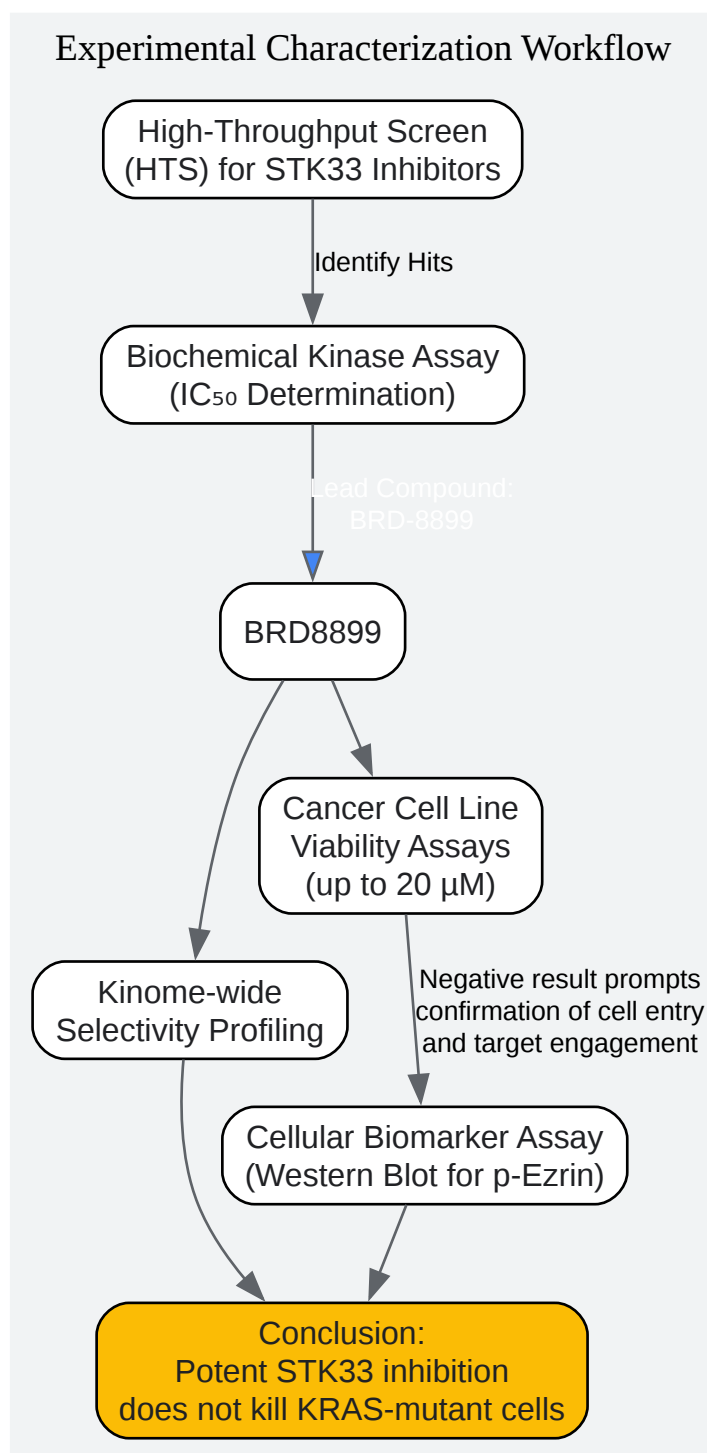 Experimental Characterization Workflow
High-Throughput Screen
(HTS) for STK33 Inhibitors
Identify Hits
Biochemical Kinase Assay
(IC₅₀ Determination)
Lead Compound:
BRD-8899
BRD8899
Cancer Cell Line
Viability Assays
(up to 20 µM)
Kinome-wide
Selectivity Profiling
Negative result prompts
confirmation of cell entry
and target engagement
Cellular Biomarker Assay
(Western Blot for p-Ezrin)
Conclusion:
Potent STK33 inhibition
does not kill KRAS-mutant cells